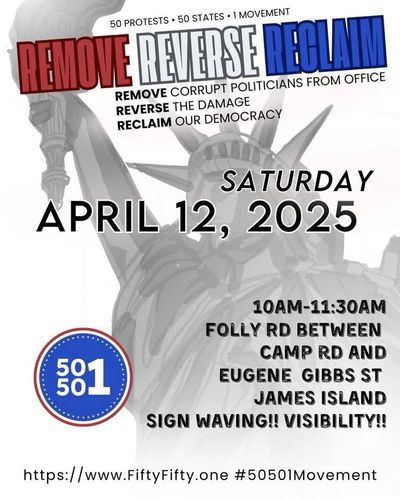 50 PROTESTS • 50 STATES • 1 MOVEMENT
REMOVE REVERSE RECLAIM
REMOVE CORRUPT POLITICIANS FROM OFFICE
REVERSE THE DAMAGE
RECLAIM OUR DEMOCRACY
SATURDAY
APRIL 12, 2025
10AM-11:30AM
FOLLY RD BETWEEN
CAMP RD AND
EUGENE GIBBS ST
JAMES ISLAND
SIGN WAVING!! VISIBILITY!!
50
501
https://www.FiftyFifty.one #50501Movement